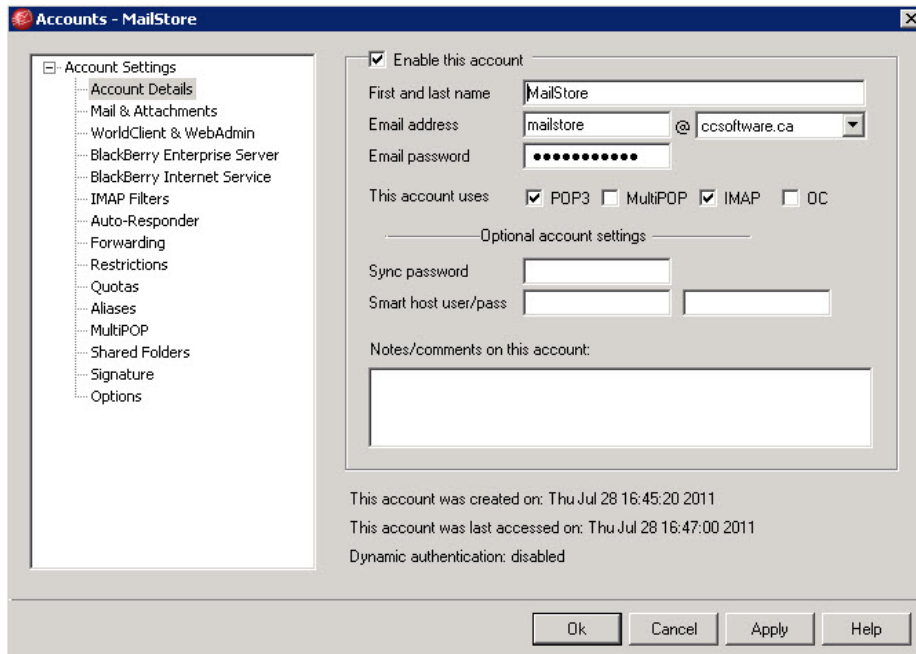 Accounts - MailStore
Account Settings
Account Details
Mail & Attachments
WorldClient & WebAdmin
BlackBerry Enterprise Server
BlackBerry Internet Service
IMAP Filters
Auto-Responder
Forwarding
Restrictions
Quotas
Aliases
MultiPOP
Shared Folders
Signature
Options
Enable this account
First and last name MailStore
Email address mailstore @ ccsoftware.ca
Email password ●●●●●●●●●●●
This account uses POP3 MultiPOP IMAP OC
Optional account settings
Sync password
Smart host user/pass
Notes/comments on this account:
This account was created on: Thu Jul 28 16:45:20 2011
This account was last accessed on: Thu Jul 28 16:47:00 2011
Dynamic authentication: disabled
Ok Cancel Apply Help